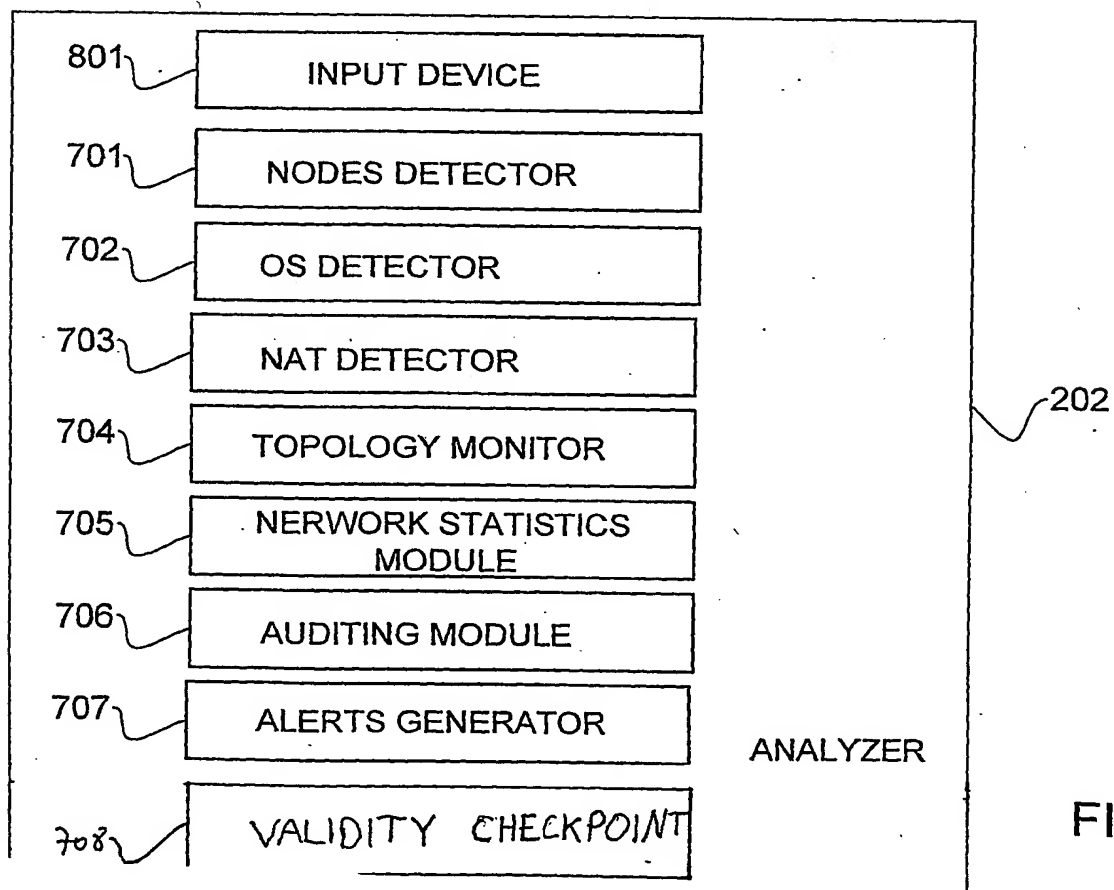 801 INPUT DEVICE
701 NODES DETECTOR
702 OS DETECTOR
703 NAT DETECTOR
202
704 TOPOLOGY MONITOR
705 NERWORK STATISTICS
MODULE
706 AUDITING MODULE
707 ALERTS GENERATOR
ANALYZER
708 VALIDITY CHECKPOINT
FI